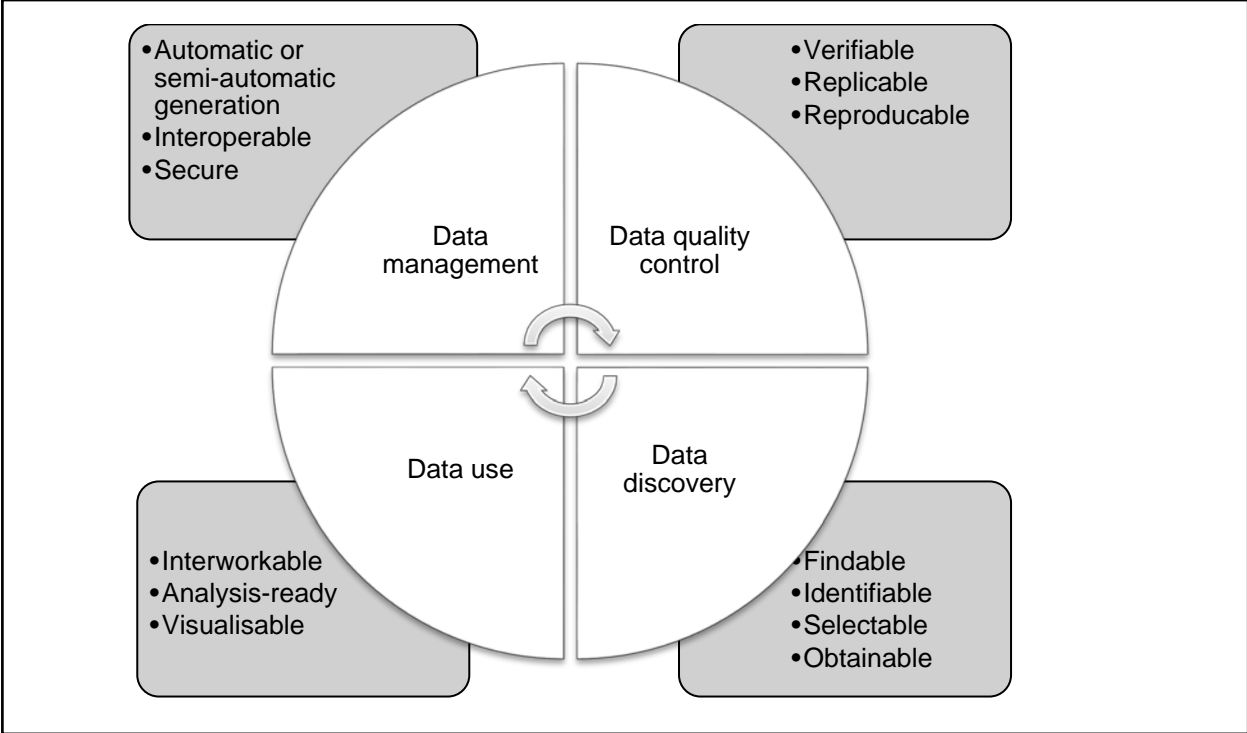 •Automatic or
semi-automatic
generation
•Interoperable
•Secure
•Verifiable
•Replicable
•Reproducable
Data
management
Data quality
control
Data use
Data
discovery
•Interworkable
•Analysis-ready
•Visualisable
•Findable
•Identifiable
•Selectable
•Obtainable